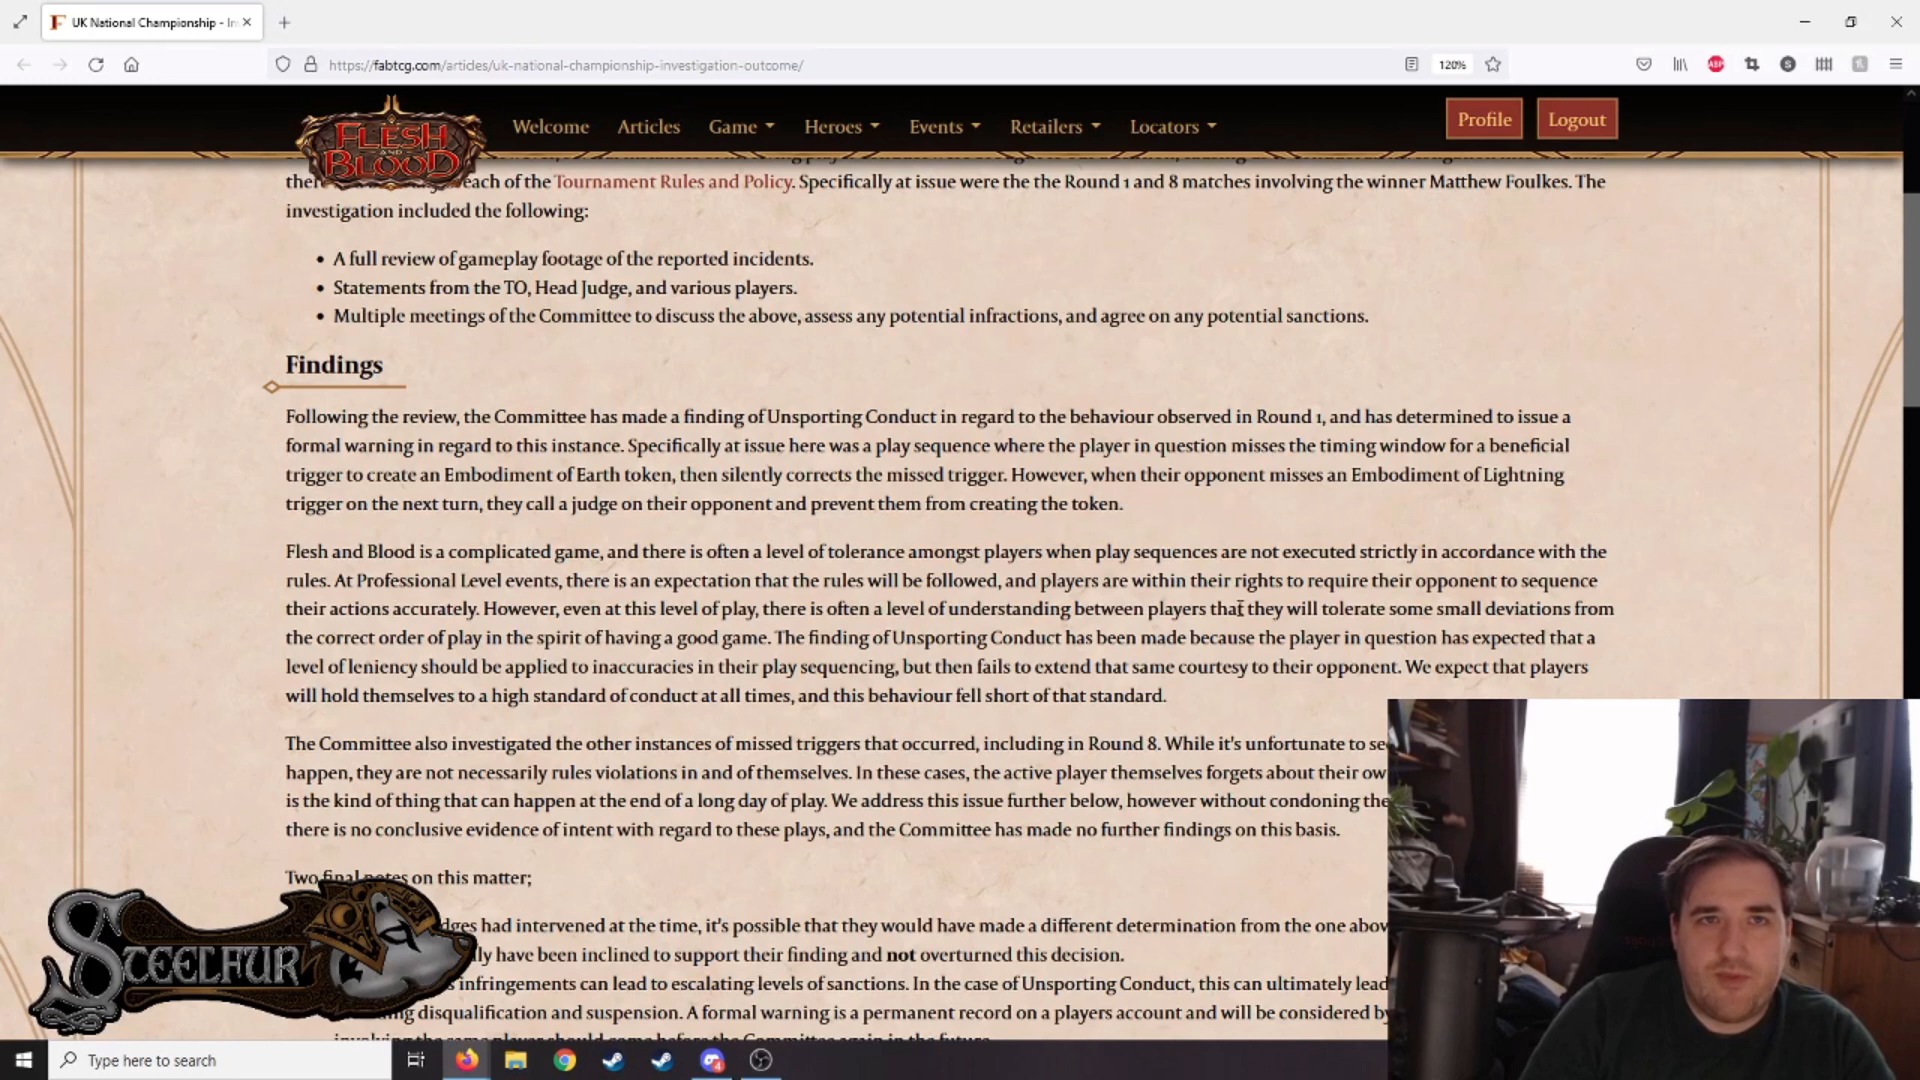 UK National Championship - In
https://fabtcg.com/articles/uk-national-championship-investigation-outcome/
120%
FLESH AND BLOOD
Welcome Articles Game Heroes Events Retailers Locators Profile Logout
each of the Tournament Rules and Policy. Specifically at issue were the the Round 1 and 8 matches involving the winner Matthew Foulkes. The
investigation included the following:
• A full review of gameplay footage of the reported incidents.
• Statements from the TO, Head Judge, and various players.
• Multiple meetings of the Committee to discuss the above, assess any potential infractions, and agree on any potential sanctions.
Findings
Following the review, the Committee has made a finding of Unsporting Conduct in regard to the behaviour observed in Round 1, and has determined to issue a
formal warning in regard to this instance. Specifically at issue here was a play sequence where the player in question misses the timing window for a beneficial
trigger to create an Embodiment of Earth token, then silently corrects the missed trigger. However, when their opponent misses an Embodiment of Lightning
trigger on the next turn, they call a judge on their opponent and prevent them from creating the token.
Flesh and Blood is a complicated game, and there is often a level of tolerance amongst players when play sequences are not executed strictly in accordance with the
rules. At Professional Level events, there is an expectation that the rules will be followed, and players are within their rights to require their opponent to sequence
their actions accurately. However, even at this level of play, there is often a level of understanding between players that they will tolerate some small deviations from
the correct order of play in the spirit of having a good game. The finding of Unsporting Conduct has been made because the player in question has expected that a
level of leniency should be applied to inaccuracies in their play sequencing, but then fails to extend that same courtesy to their opponent. We expect that players
will hold themselves to a high standard of conduct at all times, and this behaviour fell short of that standard.
The Committee also investigated the other instances of missed triggers that occurred, including in Round 8. While it's unfortunate to se
happen, they are not necessarily rules violations in and of themselves. In these cases, the active player themselves forgets about their ow
is the kind of thing that can happen at the end of a long day of play. We address this issue further below, however without condoning the
there is no conclusive evidence of intent with regard to these plays, and the Committee has made no further findings on this basis.
Two final notes on this matter;
dges had intervened at the time, it's possible that they would have made a different determination from the one abov
lly have been inclined to support their finding and not overturned this decision.
s infringements can lead to escalating levels of sanctions. In the case of Unsporting Conduct, this can ultimately lead
ng disqualification and suspension. A formal warning is a permanent record on a players account and will be considered by
STEELFUR
Type here to search